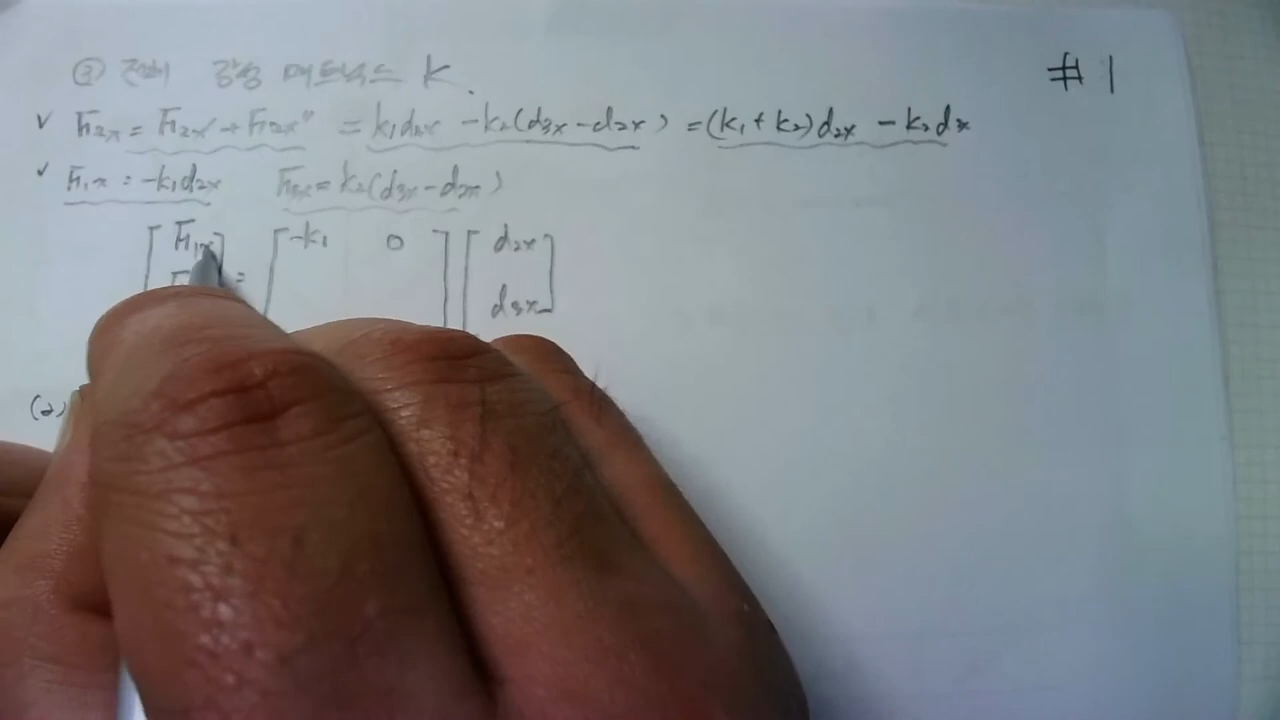 ③ 전체 강성 매트릭스 K.
#1
✓ F₂ₓ = F₂ₓ' + F₂ₓ" = k₁d₂ₓ - k₂(d₃ₓ - d₂ₓ) = (k₁ + k₂)d₂ₓ - k₂d₃ₓ
✓ F₁ₓ = -k₁d₂ₓ F₃ₓ = k₂(d₃ₓ - d₂ₓ)
[F₁ₓ] = [-k₁ 0] [d₂ₓ
d₃ₓ]
(2)